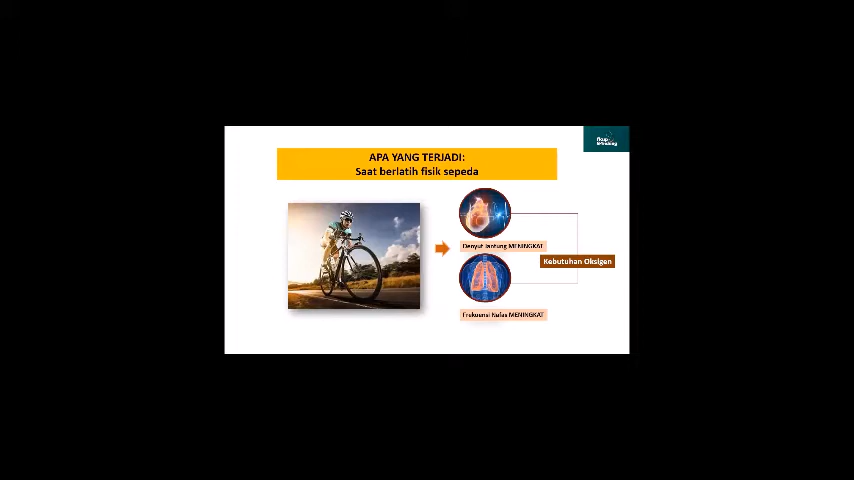 APA YANG TERJADI:
Saat berlatih fisik sepeda
Denyut Jantung MENINGKAT
Kebutuhan Oksigen
Frekuensi Nafas MENINGKAT